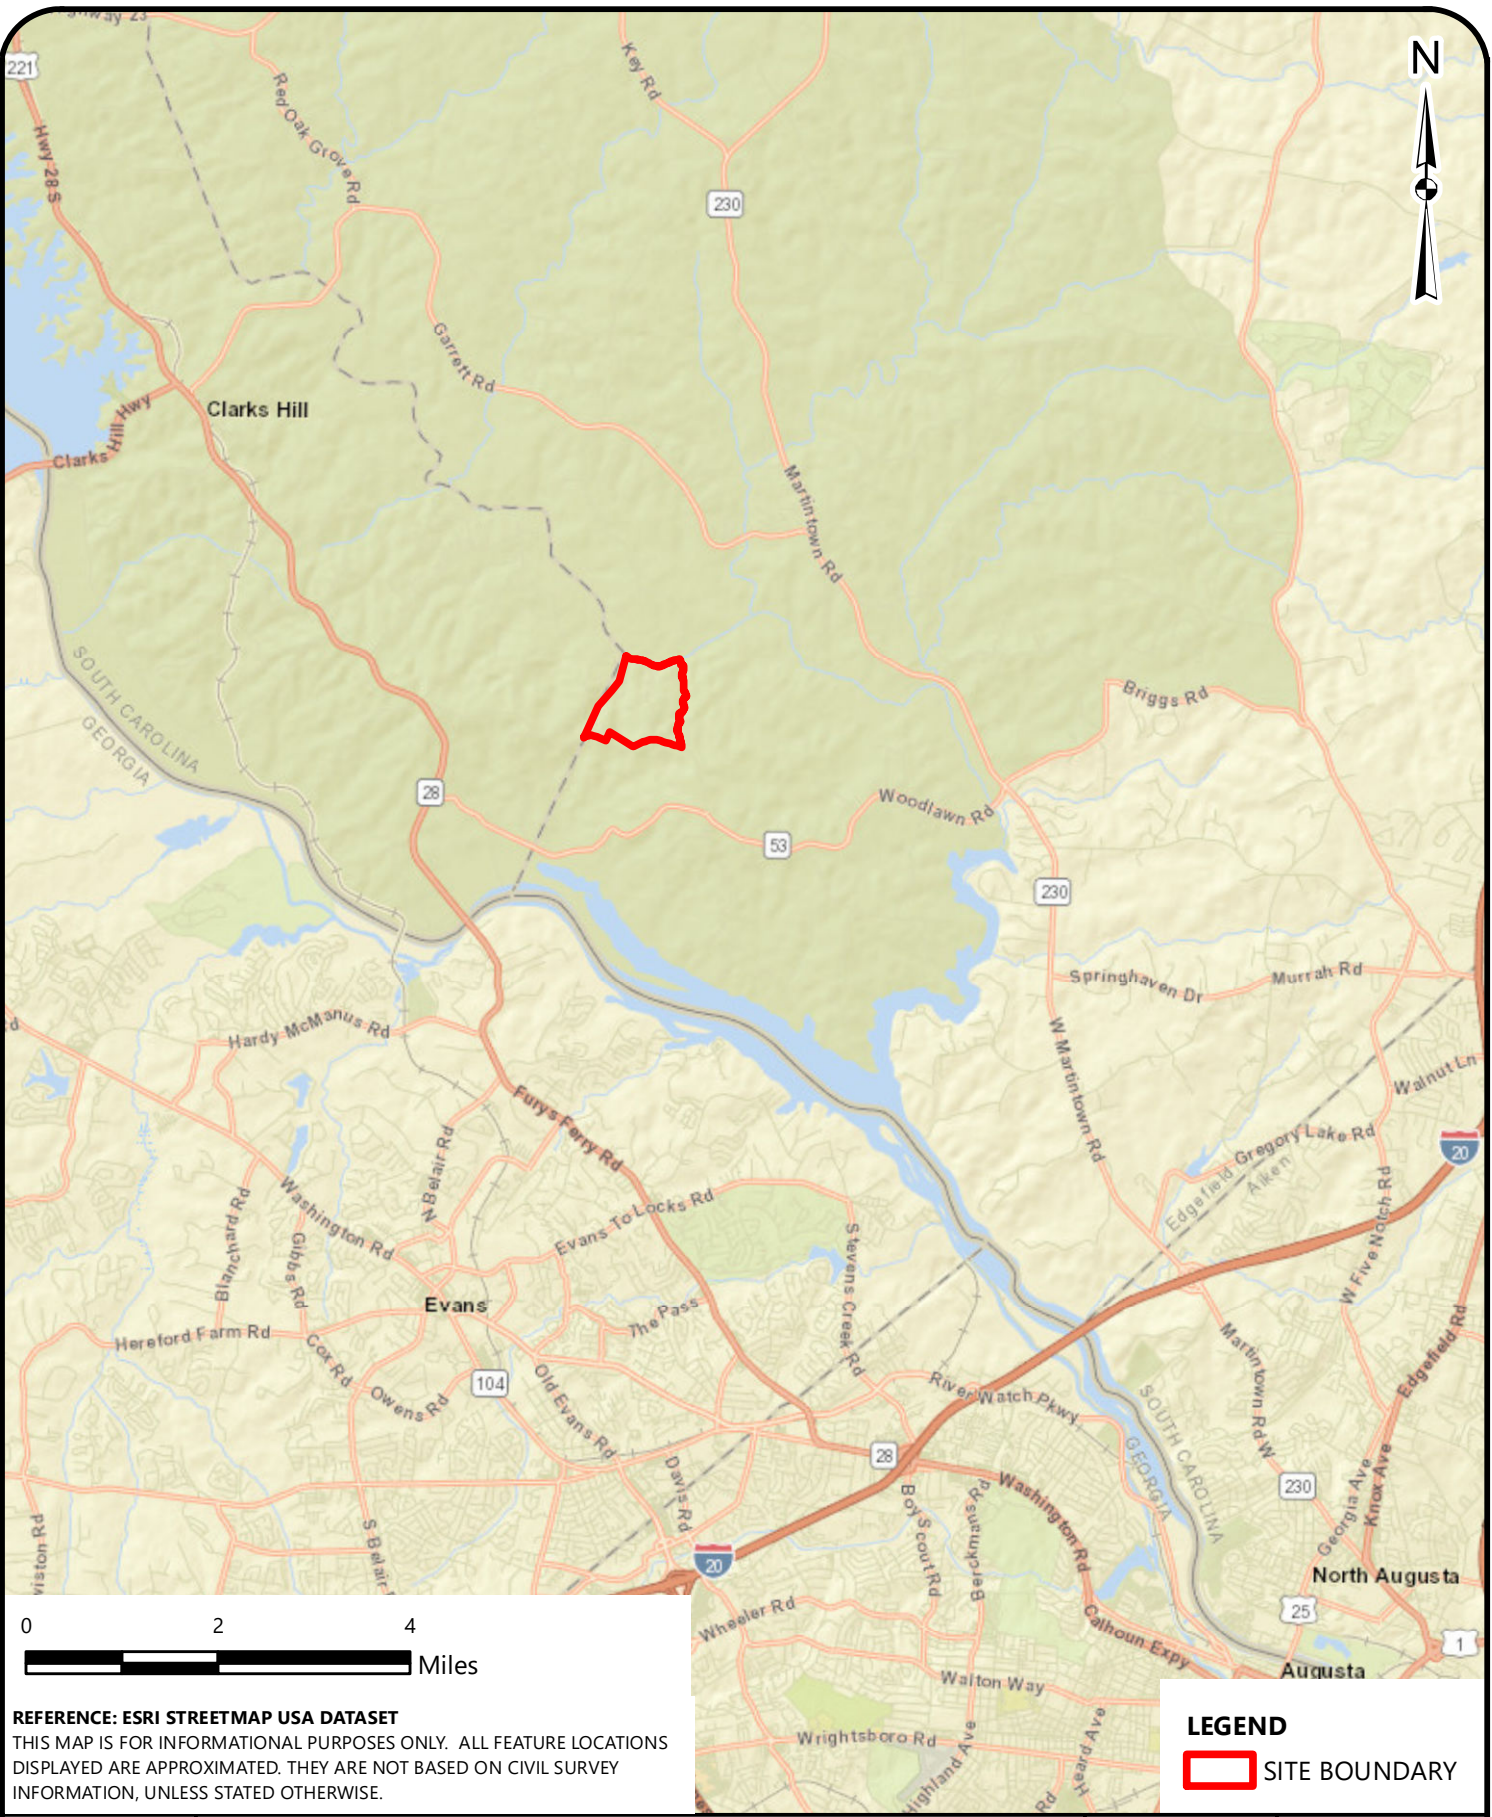 221
Hwy 28 S
Red Oak Grove Rd
Key Rd
N
230
Garrett Rd
Clarks Hill
Clarks Hill Hwy
Martintown Rd
SOUTH CAROLINA
GEORGIA
Briggs Rd
28
Woodlawn Rd
53
230
Springhaven Dr
Murrah Rd
Hardy McManus Rd
W Martintown Rd
Walnut Ln
Furys Ferry Rd
N Belair Rd
Gregory Lake Rd
20
Edgefield
Aiken
Washington Rd
Blanchard Rd
Gibbs Rd
Evans To Locks Rd
Stevens Creek Rd
W Five Notch Rd
Evans
The Pass
Hereford Farm Rd
Cox Rd
Owens Rd
104
Old Evans Rd
River Watch Pkwy
Martintown Rd W
Edgefield Rd
SOUTH CAROLINA
GEORGIA
28
Davis Rd
Washington Rd
230
Georgia Ave
Knox Ave
Boy Scout Rd
Berckmans Rd
viston Rd
S Belair
20
North Augusta
25
1
Wheeler Rd
Calhoun Expy
Augusta
Walton Way
Wrightsboro Rd
Highland Ave
Heard Ave
Rd
0 2 4
Miles
REFERENCE: ESRI STREETMAP USA DATASET
THIS MAP IS FOR INFORMATIONAL PURPOSES ONLY. ALL FEATURE LOCATIONS
DISPLAYED ARE APPROXIMATED. THEY ARE NOT BASED ON CIVIL SURVEY
INFORMATION, UNLESS STATED OTHERWISE.
LEGEND
SITE BOUNDARY